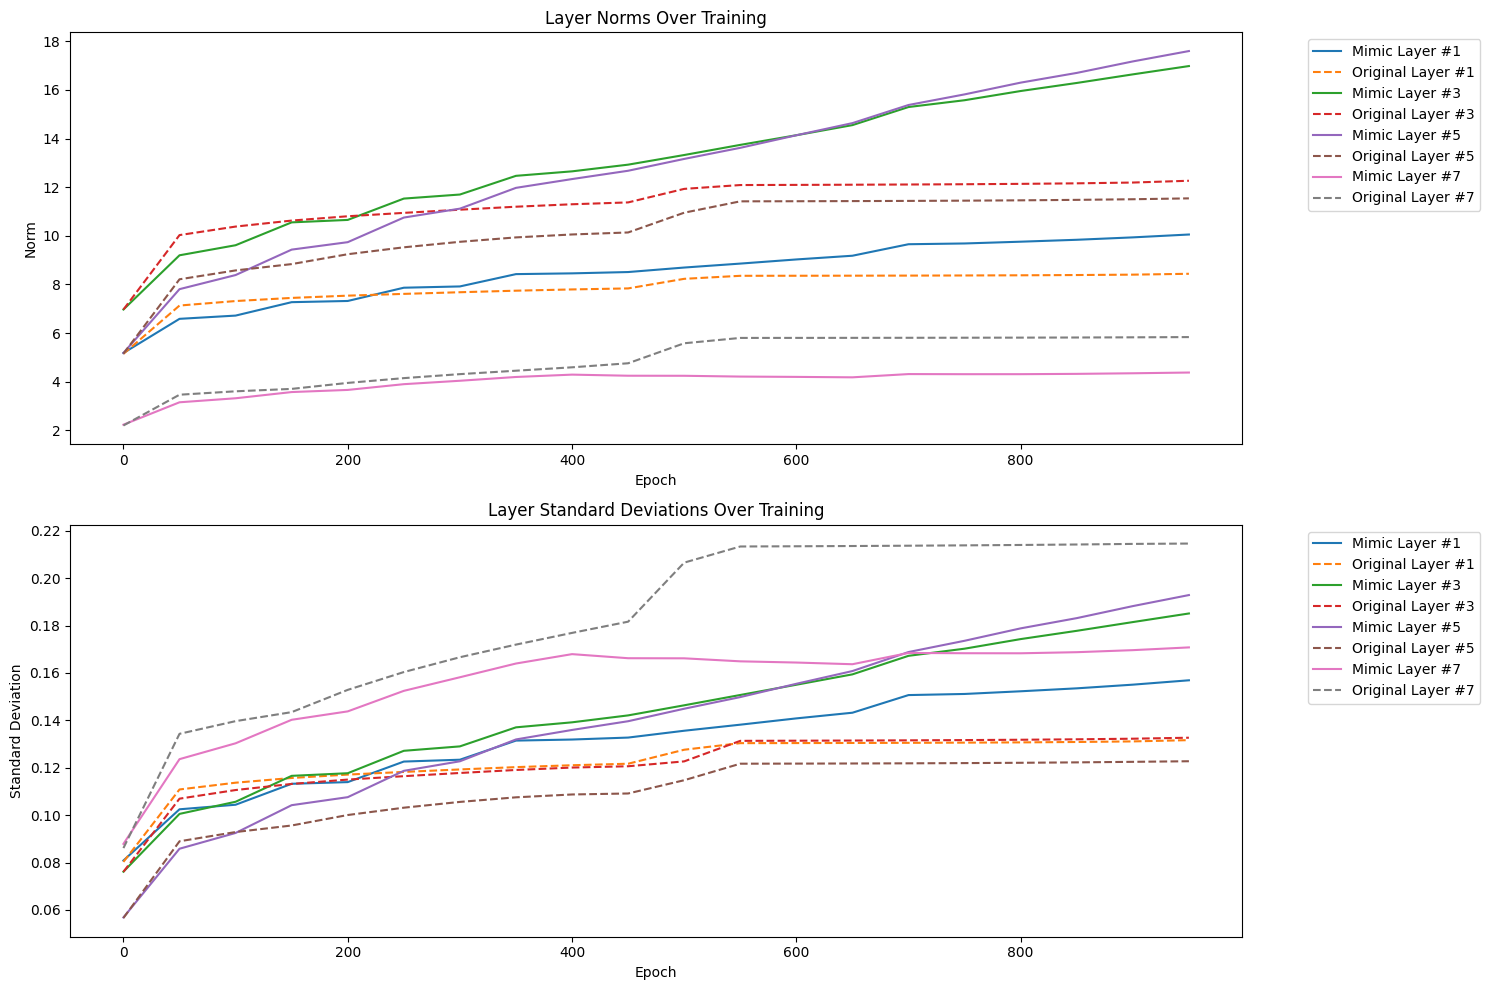 Layer Norms Over Training
18
16
14
12
10
8
6
4
2
Norm
0
200
400
600
800
Epoch
Mimic Layer #1
Original Layer #1
Mimic Layer #3
Original Layer #3
Mimic Layer #5
Original Layer #5
Mimic Layer #7
Original Layer #7
Layer Standard Deviations Over Training
0.22
0.20
0.18
0.16
0.14
0.12
0.10
0.08
0.06
Standard Deviation
0
200
400
600
800
Epoch
Mimic Layer #1
Original Layer #1
Mimic Layer #3
Original Layer #3
Mimic Layer #5
Original Layer #5
Mimic Layer #7
Original Layer #7